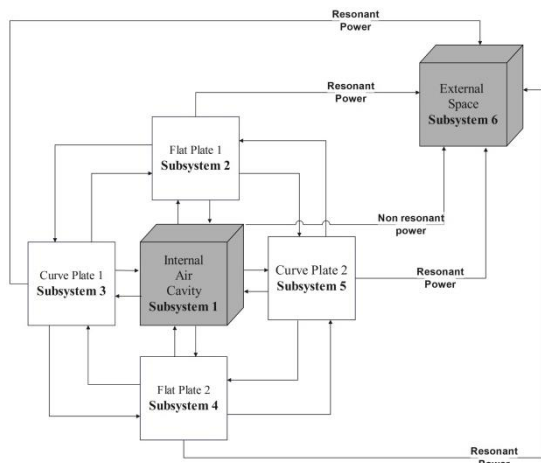 Resonant
Power
External
Space
Subsystem 6
Resonant
Power
Flat Plate 1
Subsystem 2
Non resonant
power
Internal
Air
Cavity
Subsystem 1
Curve Plate 1
Subsystem 3
Curve Plate 2
Subsystem 5
Resonant
Power
Flat Plate 2
Subsystem 4
Resonant
Power